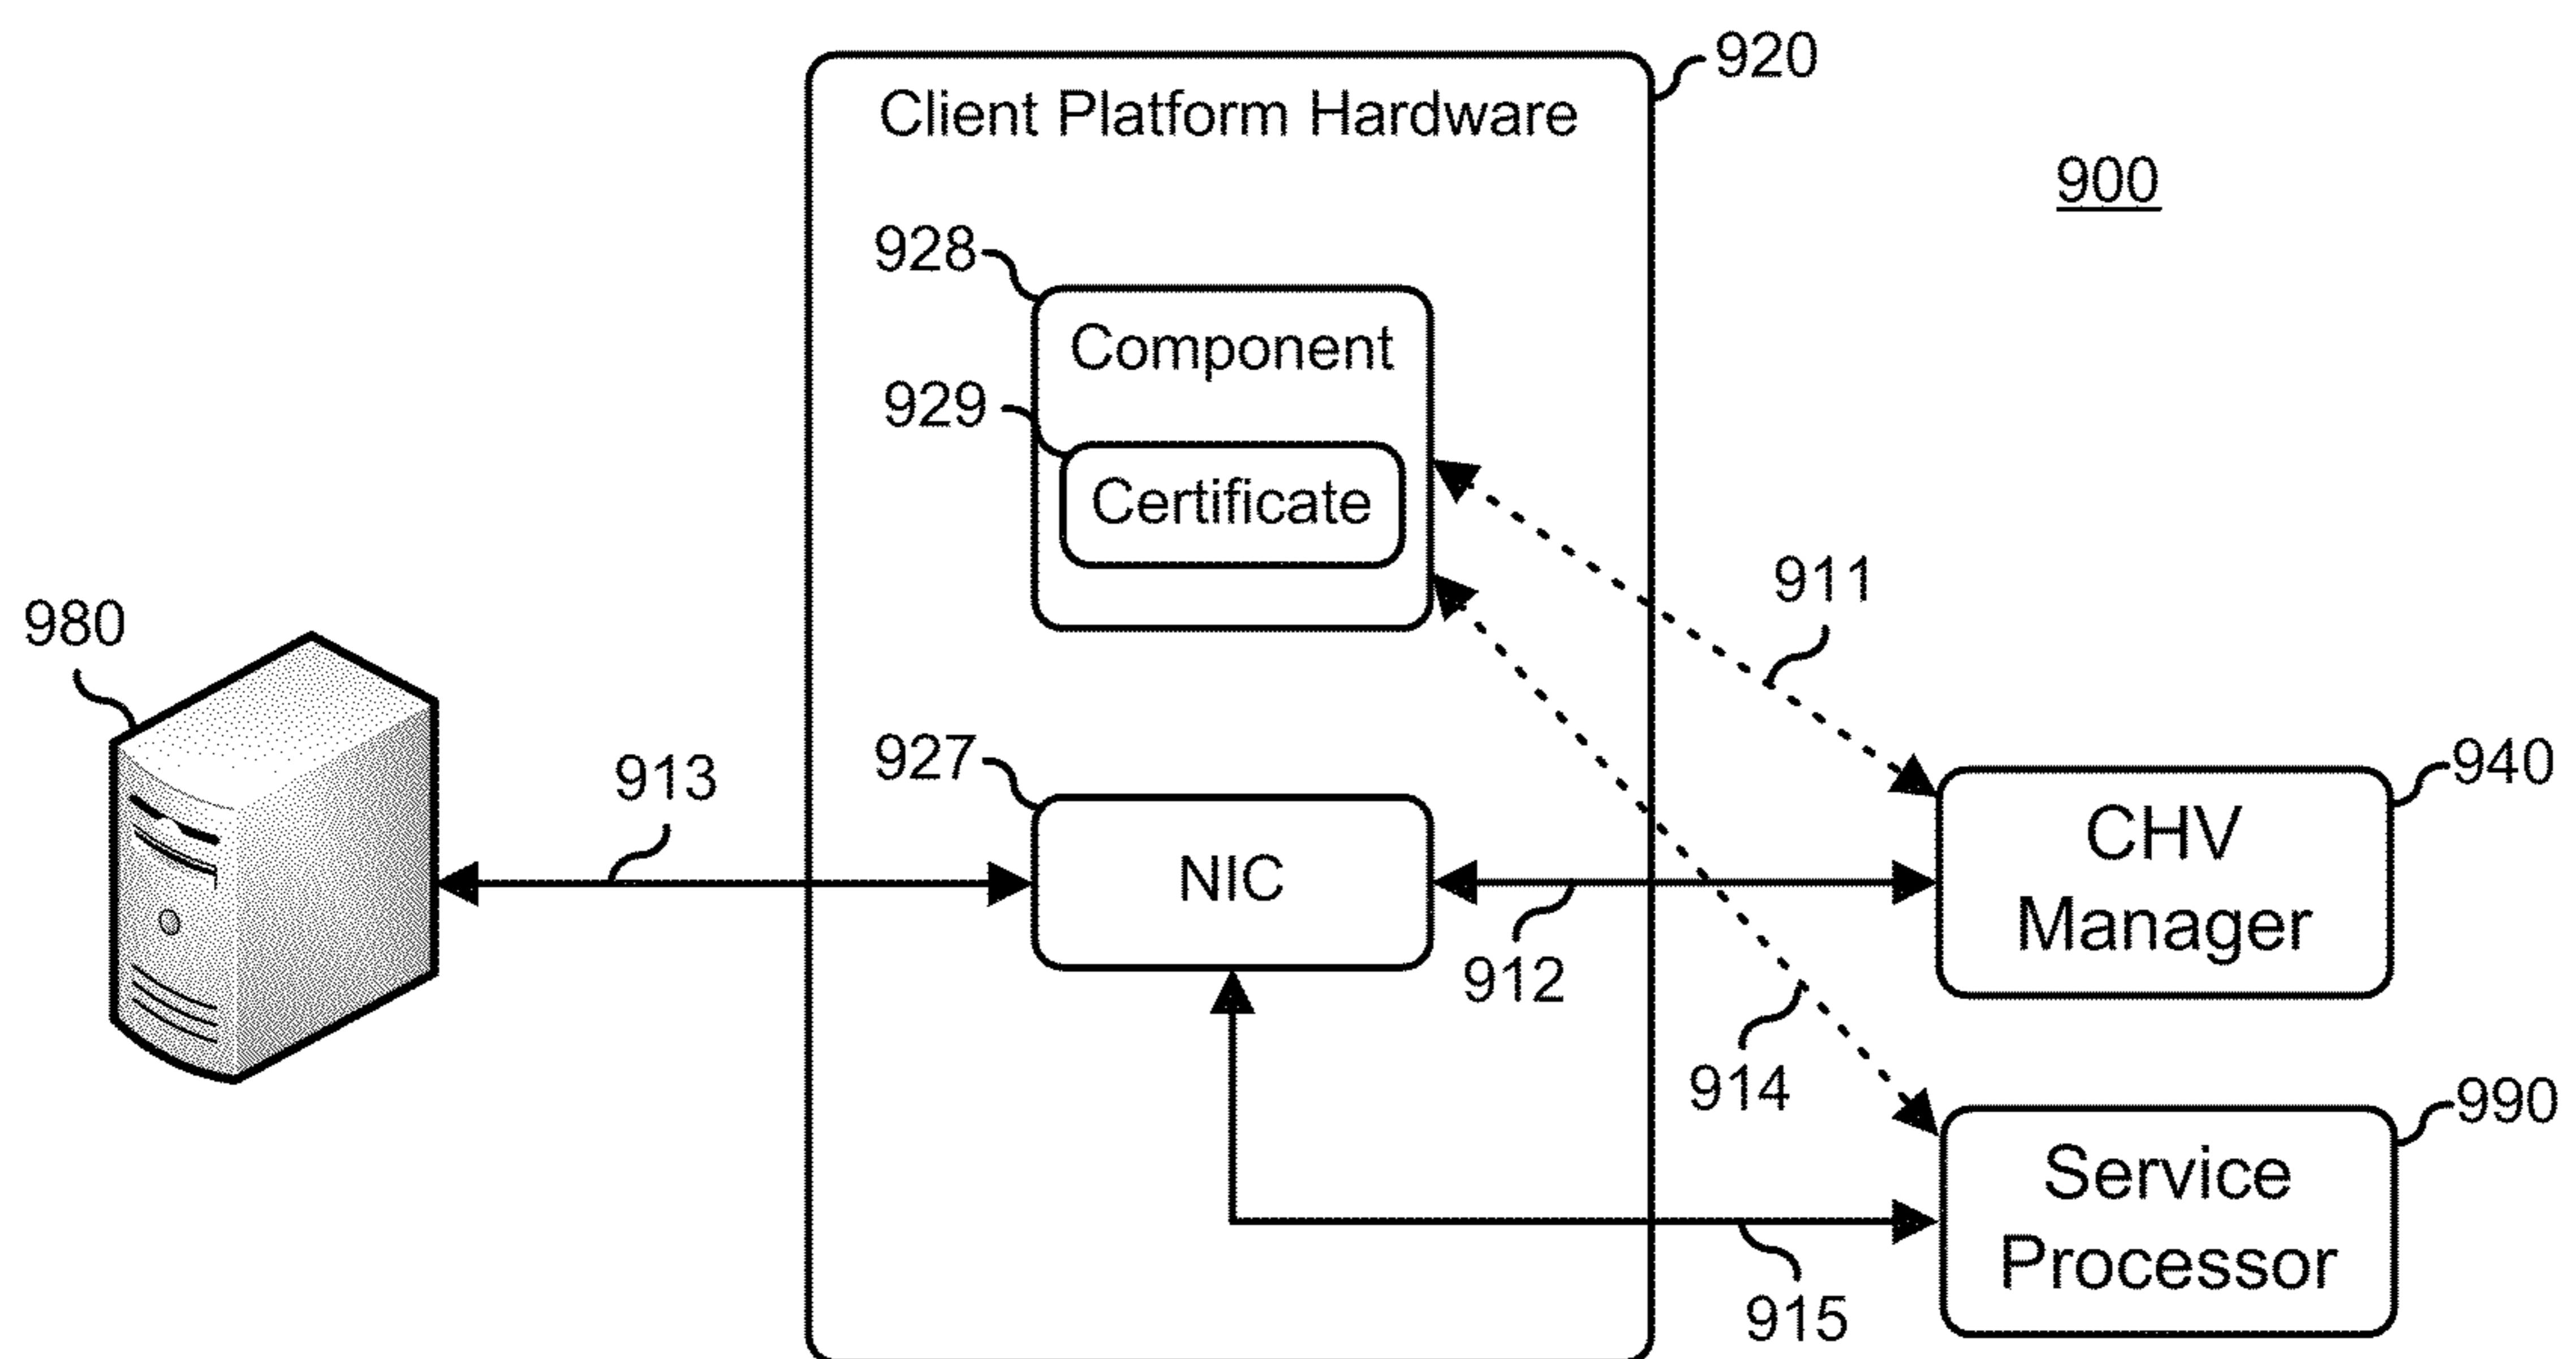 920
Client Platform Hardware
900
928
Component
929
Certificate
911
980
927
913
940
NIC
CHV
Manager
912
914
990
Service
Processor
915